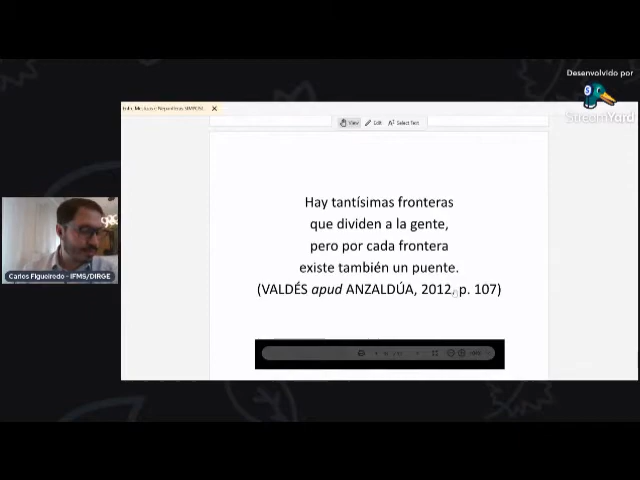 Desenvolvido por
StreamYard
View
Edit
Select Text
Hay tantísimas fronteras
que dividen a la gente,
pero por cada frontera
existe también un puente.
(VALDÉS apud ANZALDÚA, 2012, p. 107)
Carlos Figueiredo - IFMS/DIRGE